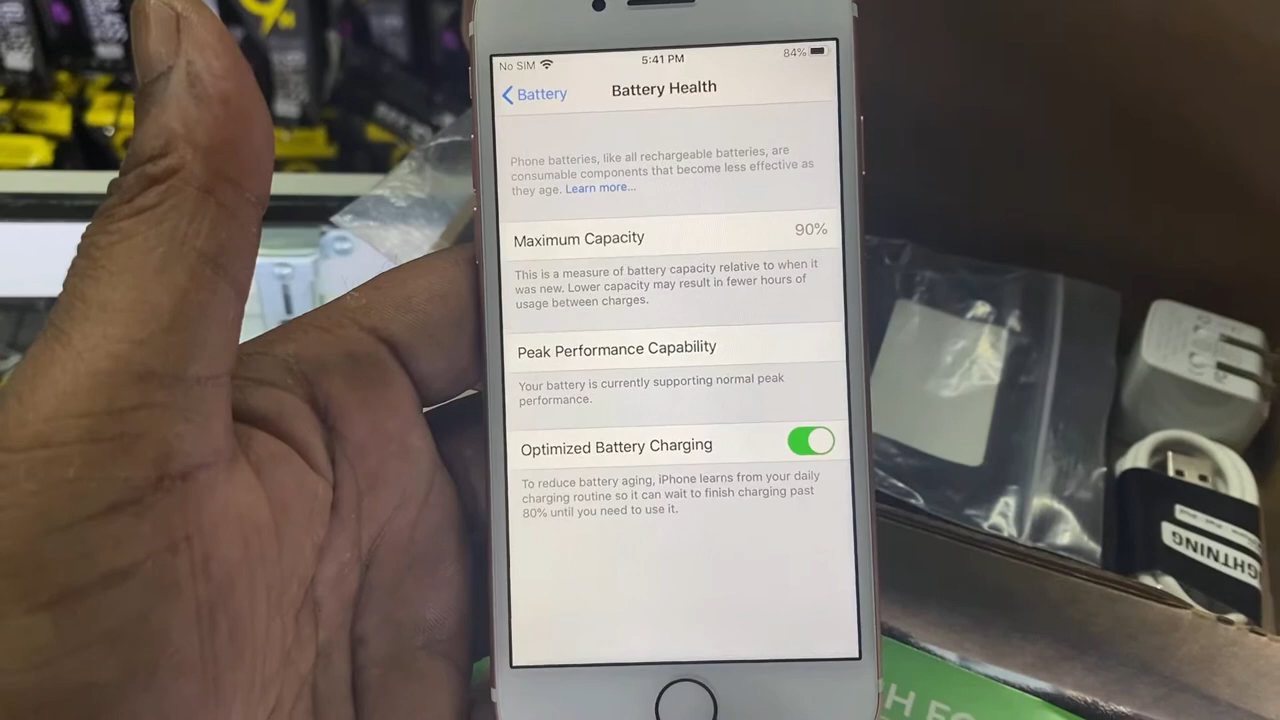 No SIM
5:41 PM
84%
Battery
Battery Health
Phone batteries, like all rechargeable batteries, are
consumable components that become less effective as
they age. Learn more...
Maximum Capacity
90%
This is a measure of battery capacity relative to when it
was new. Lower capacity may result in fewer hours of
usage between charges.
Peak Performance Capability
Your battery is currently supporting normal peak
performance.
Optimized Battery Charging
To reduce battery aging, iPhone learns from your daily
charging routine so it can wait to finish charging past
80% until you need to use it.